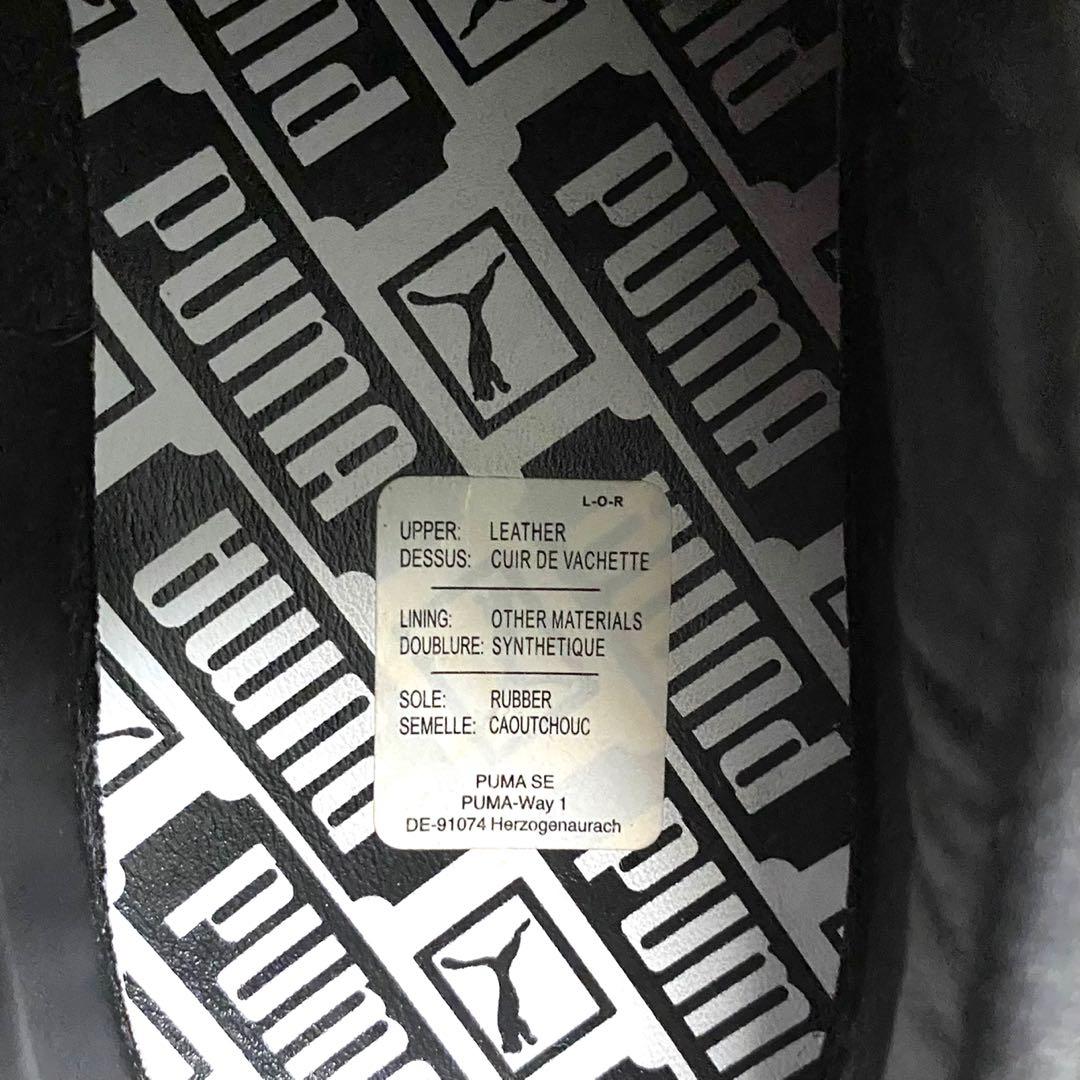 PUMA
PUMA
PUMA
PUMA
PUMA
PUMA
PUMA
L-O-R
UPPER: LEATHER
DESSUS: CUIR DE VACHETTE
LINING: OTHER MATERIALS
DOUBLURE: SYNTHETIQUE
SOLE: RUBBER
SEMELLE: CAOUTCHOUC
PUMA SE
PUMA-Way 1
DE-91074 Herzogenaurach